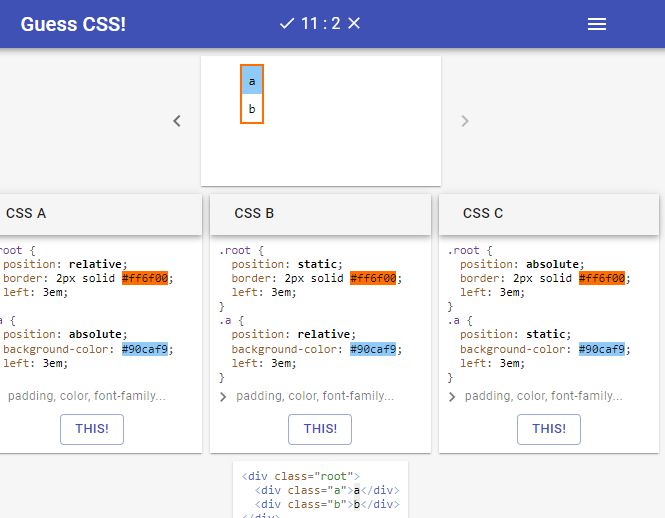 Guess CSS!
✓ 11 : 2 ✕
a
b
CSS A
root {
position: relative;
border: 2px solid #ff6f00;
left: 3em;
a {
position: absolute;
background-color: #90caf9;
left: 3em;
padding, color, font-family...
THIS!
CSS B
.root {
position: static;
border: 2px solid #ff6f00;
left: 3em;
}
.a {
position: relative;
background-color: #90caf9;
left: 3em;
}
padding, color, font-family...
THIS!
CSS C
.root {
position: absolute;
border: 2px solid #ff6f00;
left: 3em;
}
.a {
position: static;
background-color: #90caf9;
left: 3em;
}
padding, color, font-family...
THIS!
<div class="root">
<div class="a">a</div>
<div class="b">b</div>
</div>